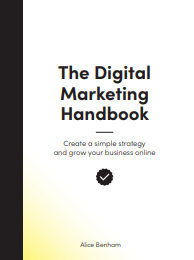 The Digital
Marketing
Handbook
Create a simple strategy
and grow your business online
Alice Benham